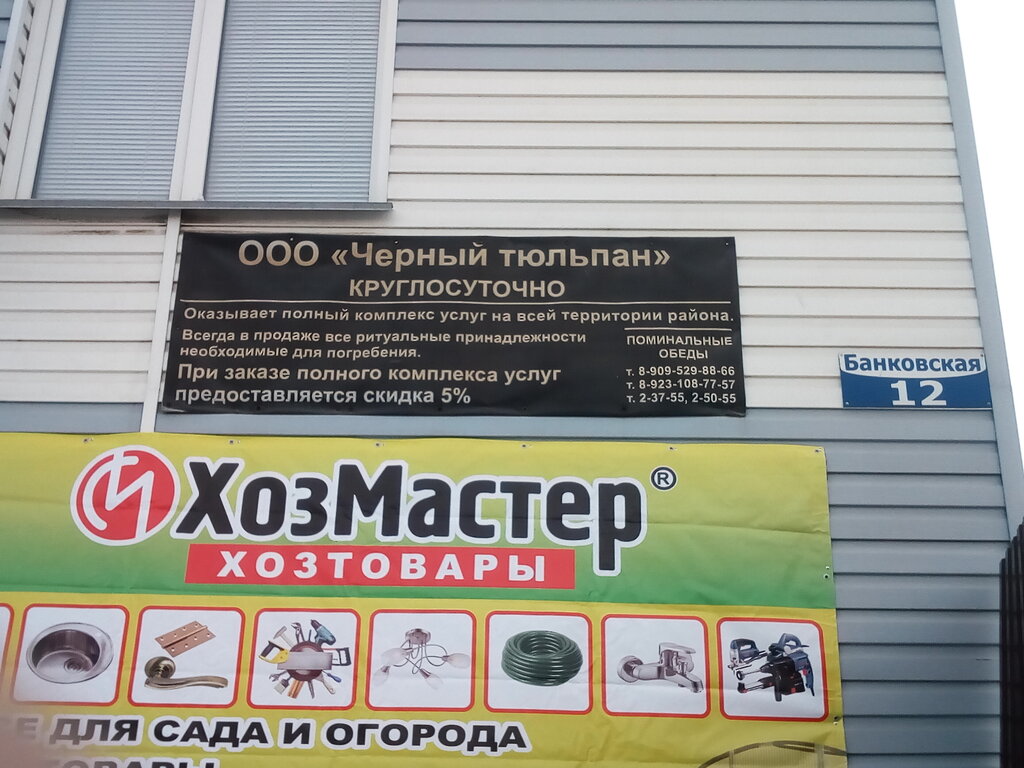 ООО «Черный тюльпан»
КРУГЛОСУТОЧНО
Оказывает полный комплекс услуг на всей территории района.
Всегда в продаже все ритуальные принадлежности
необходимые для погребения.
При заказе полного комплекса услуг
предоставляется скидка 5%
ПОМИНАЛЬНЫЕ
ОБЕДЫ
т. 8-909-529-88-66
т. 8-923-108-77-57
т. 2-37-55, 2-50-55
Банковская
12
ХозМастер®
ХОЗТОВАРЫ
ДЛЯ САДА И ОГОРОДА